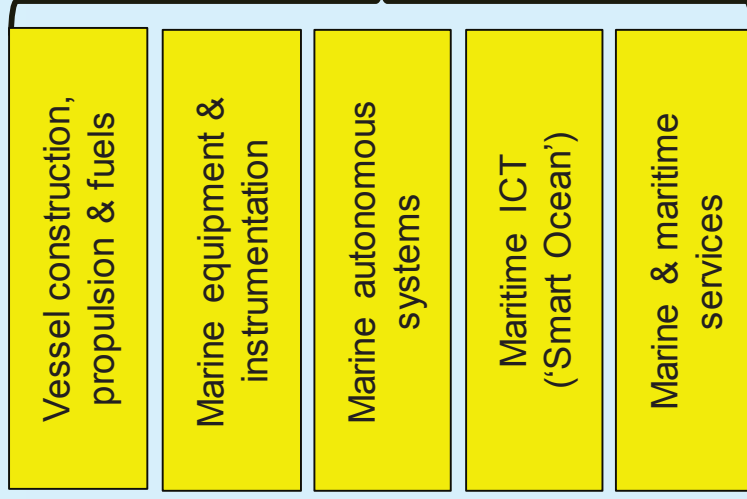 Vessel construction,
propulsion & fuels
Marine equipment &
instrumentation
Marine autonomous
systems
Maritime ICT
(‘Smart Ocean’)
Marine & maritime
services